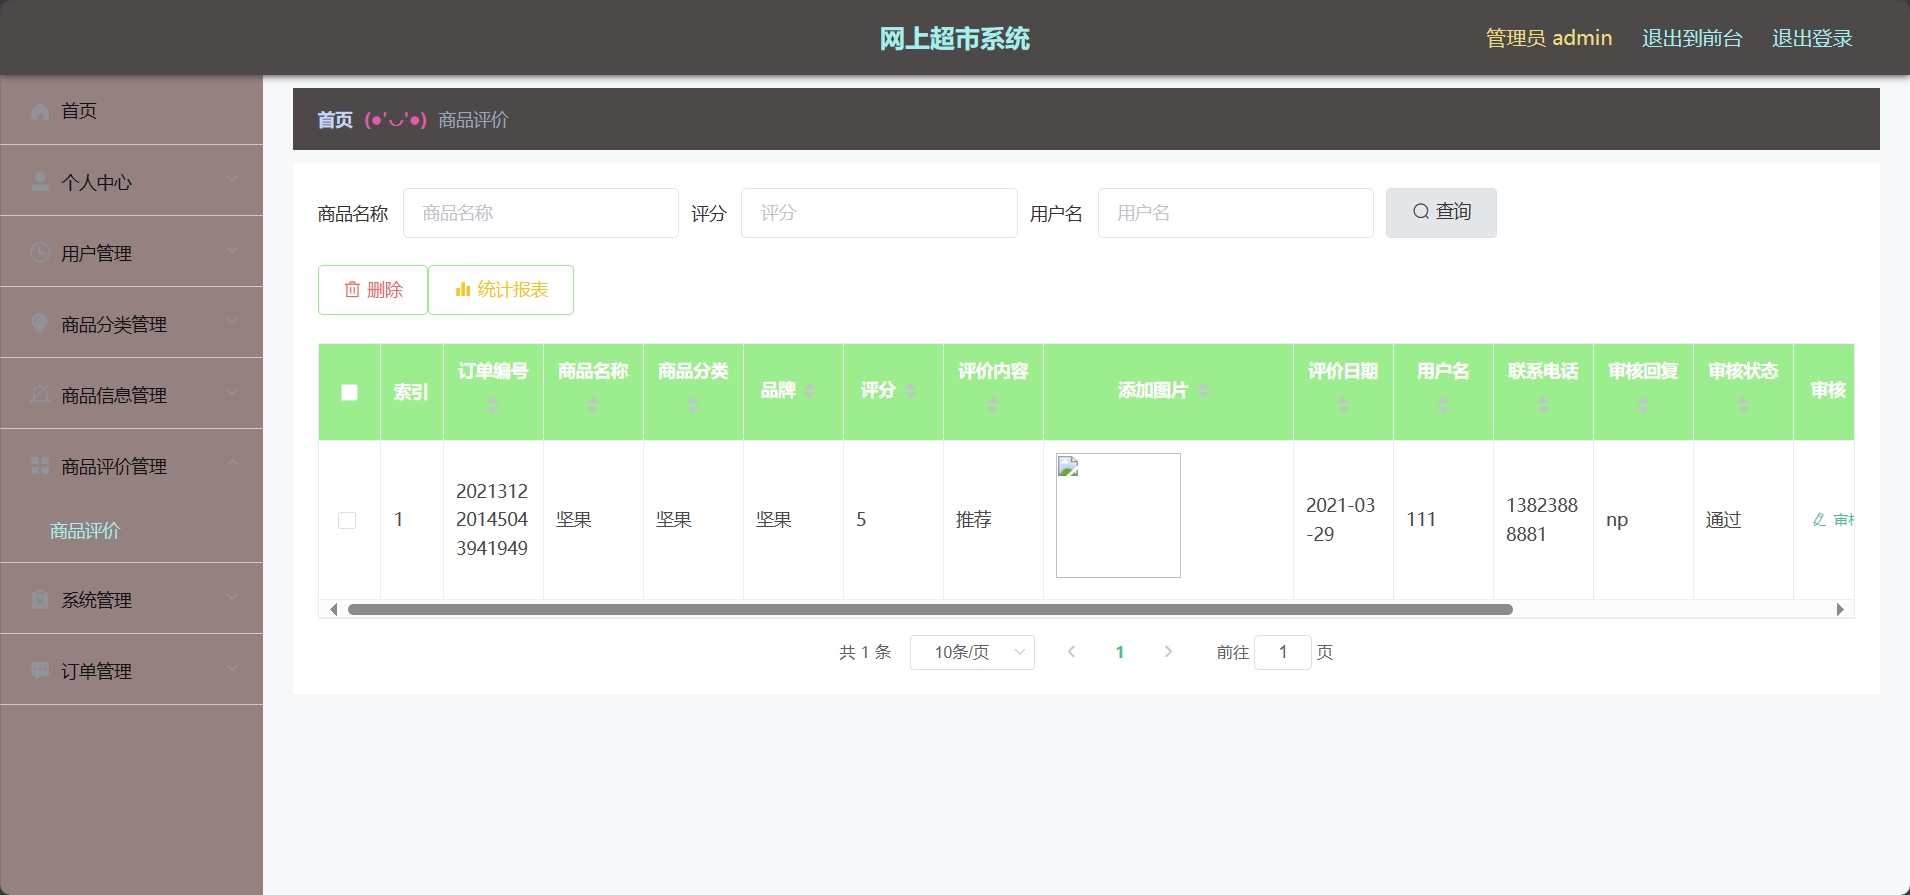 网上超市系统
管理员 admin
退出到前台
退出登录
首页
个人中心
用户管理
商品分类管理
商品信息管理
商品评价管理
商品评价
系统管理
订单管理
首页 (●'◡'●) 商品评价
商品名称 商品名称 评分 评分 用户名 用户名 查询
删除 统计报表
索引 订单编号 商品名称 商品分类 品牌 评分 评价内容 添加图片 评价日期 用户名 联系电话 审核回复 审核状态 审核
1
2021312
2014504
3941949
坚果
坚果
坚果
5
推荐
2021-03
-29
111
1382388
8881
np
通过
共 1 条 10条/页 1 前往 1 页